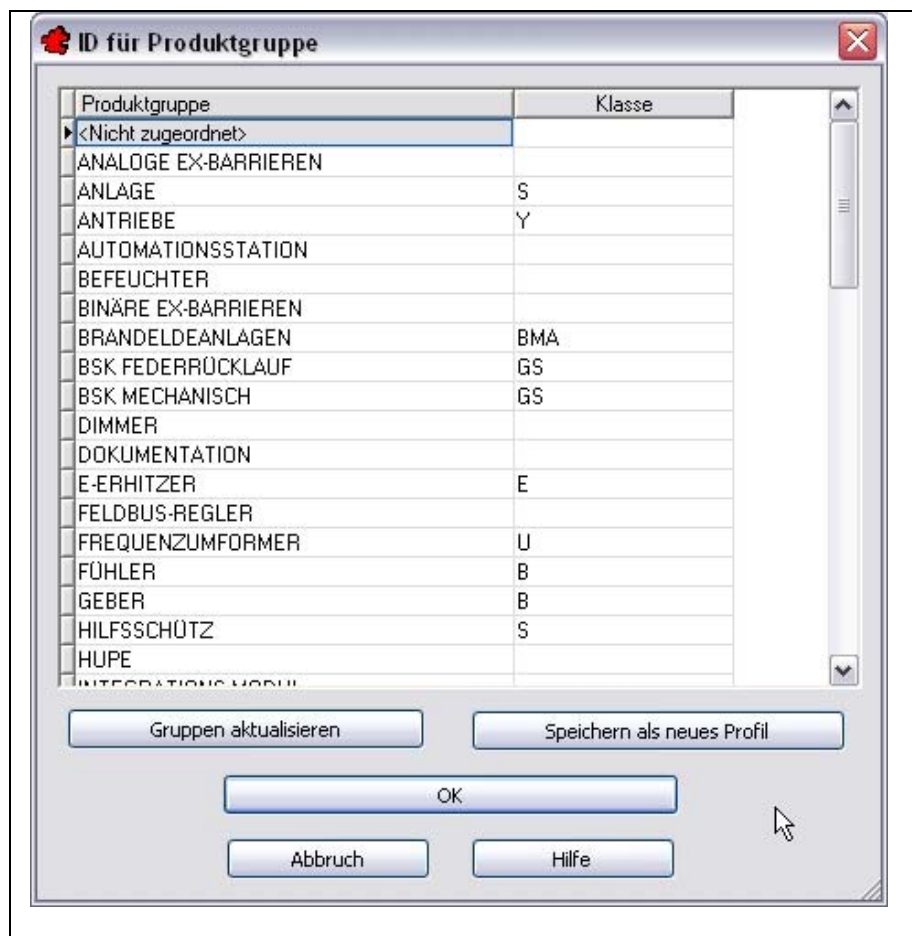 ID für Produktgruppe
Produktgruppe Klasse
<Nicht zugeordnet>
ANALOGE EX-BARRIEREN
ANLAGE S
ANTRIEBE Y
AUTOMATIONSSTATION
BEFEUCHTER
BINÄRE EX-BARRIEREN
BRANDELDEANLAGEN BMA
BSK FEDERRÜCKLAUF GS
BSK MECHANISCH GS
DIMMER
DOKUMENTATION
E-ERHITZER E
FELDBUS-REGLER
FREQUENZUMFORMER U
FÜHLER B
GEBER B
HILFSSCHÜTZ S
HUPE
INTEGRATIONS MODUL
Gruppen aktualisieren Speichern als neues Profil
OK
Abbruch Hilfe